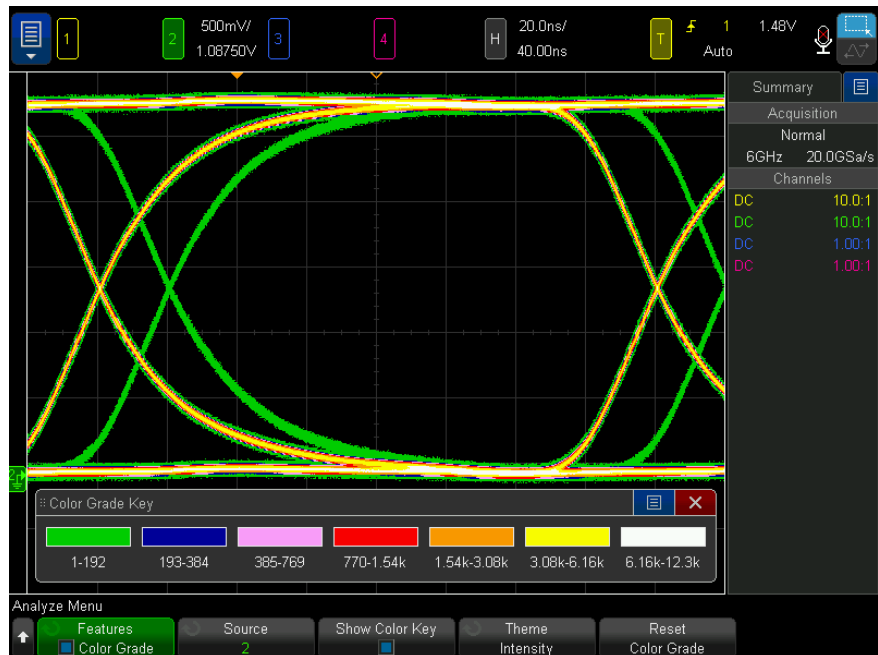 1 2 500mV/ 3 4 H 20.0ns/ T 1 1.48V
1.08750V 40.00ns Auto
Summary
Acquisition
Normal
6GHz 20.0GSa/s
Channels
DC 10.0:1
DC 10.0:1
DC 1.00:1
DC 1.00:1
2
Color Grade Key
1-192 193-384 385-769 770-1.54k 1.54k-3.08k 3.08k-6.16k 6.16k-12.3k
Analyze Menu
Features Source Show Color Key Theme Reset
Color Grade 2 Intensity Color Grade